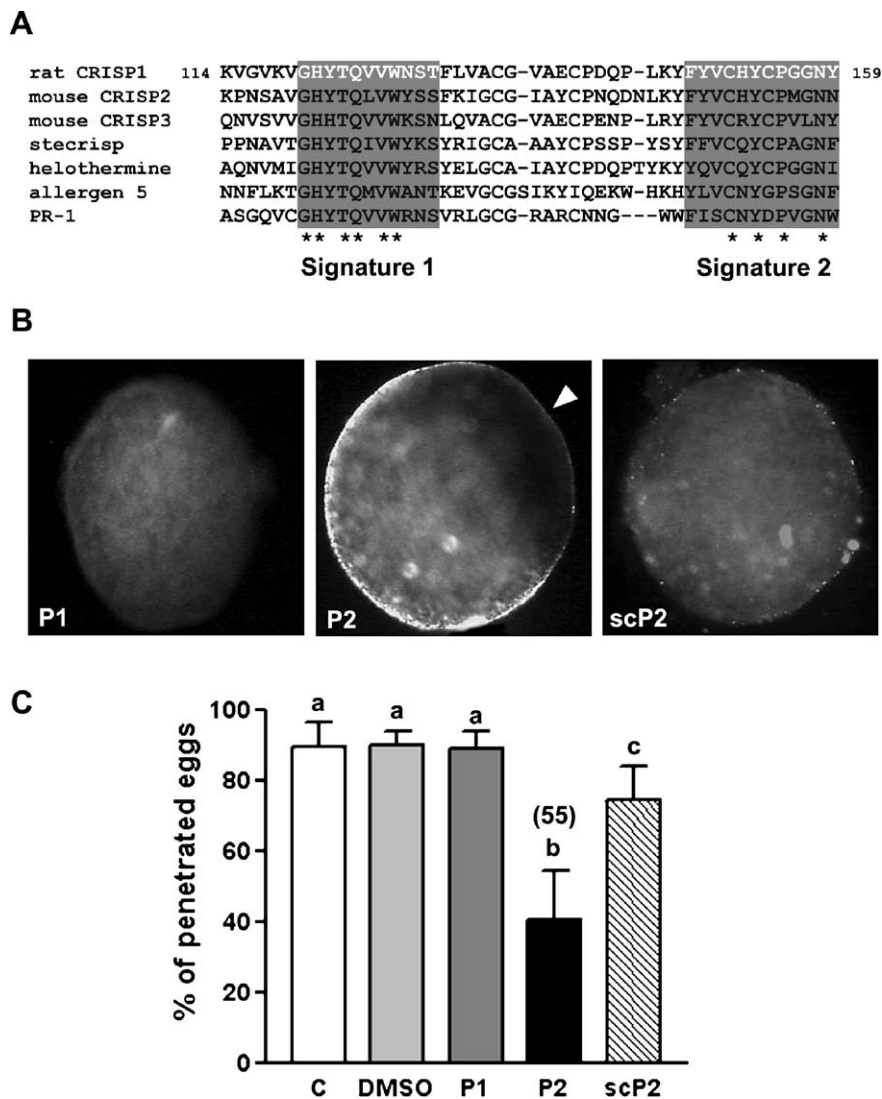 A
rat CRISP1 114 KVGVKVGHYTQVVWNSTFLVACG-VAECPDQP-LKYFYVCHYCPGGNY 159
mouse CRISP2 KPNSAVGHYTQLVWYSSFKIGCG-IAYCPNQDNLKYFYVCHYCPMGNN
mouse CRISP3 QNVSVVGHHTQVVWKSNLQVACG-VAECPENP-LRYFYVCRYCPVLNY
stecrisp PPNAVTGHYTQIVWYKSYRIGCA-AAYCPSSP-YSYFFVCQYCPAGNF
helothermine AQNVMIGHYTQVVWYRSYELGCA-IAYCPDQPTYKYYQVCQYCPGGNI
allergen 5 NNFLKTGHYTQMVWANTKEVGCGSIKYIQEKW-HKHYLVCNYGPSGNF
PR-1 ASGQVCGHYTQVVWRNSVRLGCG-RARCNNG---WWFISCNYDPVGNW
** ** ** * * * *
Signature 1 Signature 2
B
P1 P2 scP2
C
% of penetrated eggs
100
80
60
40
20
0
a a a (55) b c
C DMSO P1 P2 scP2